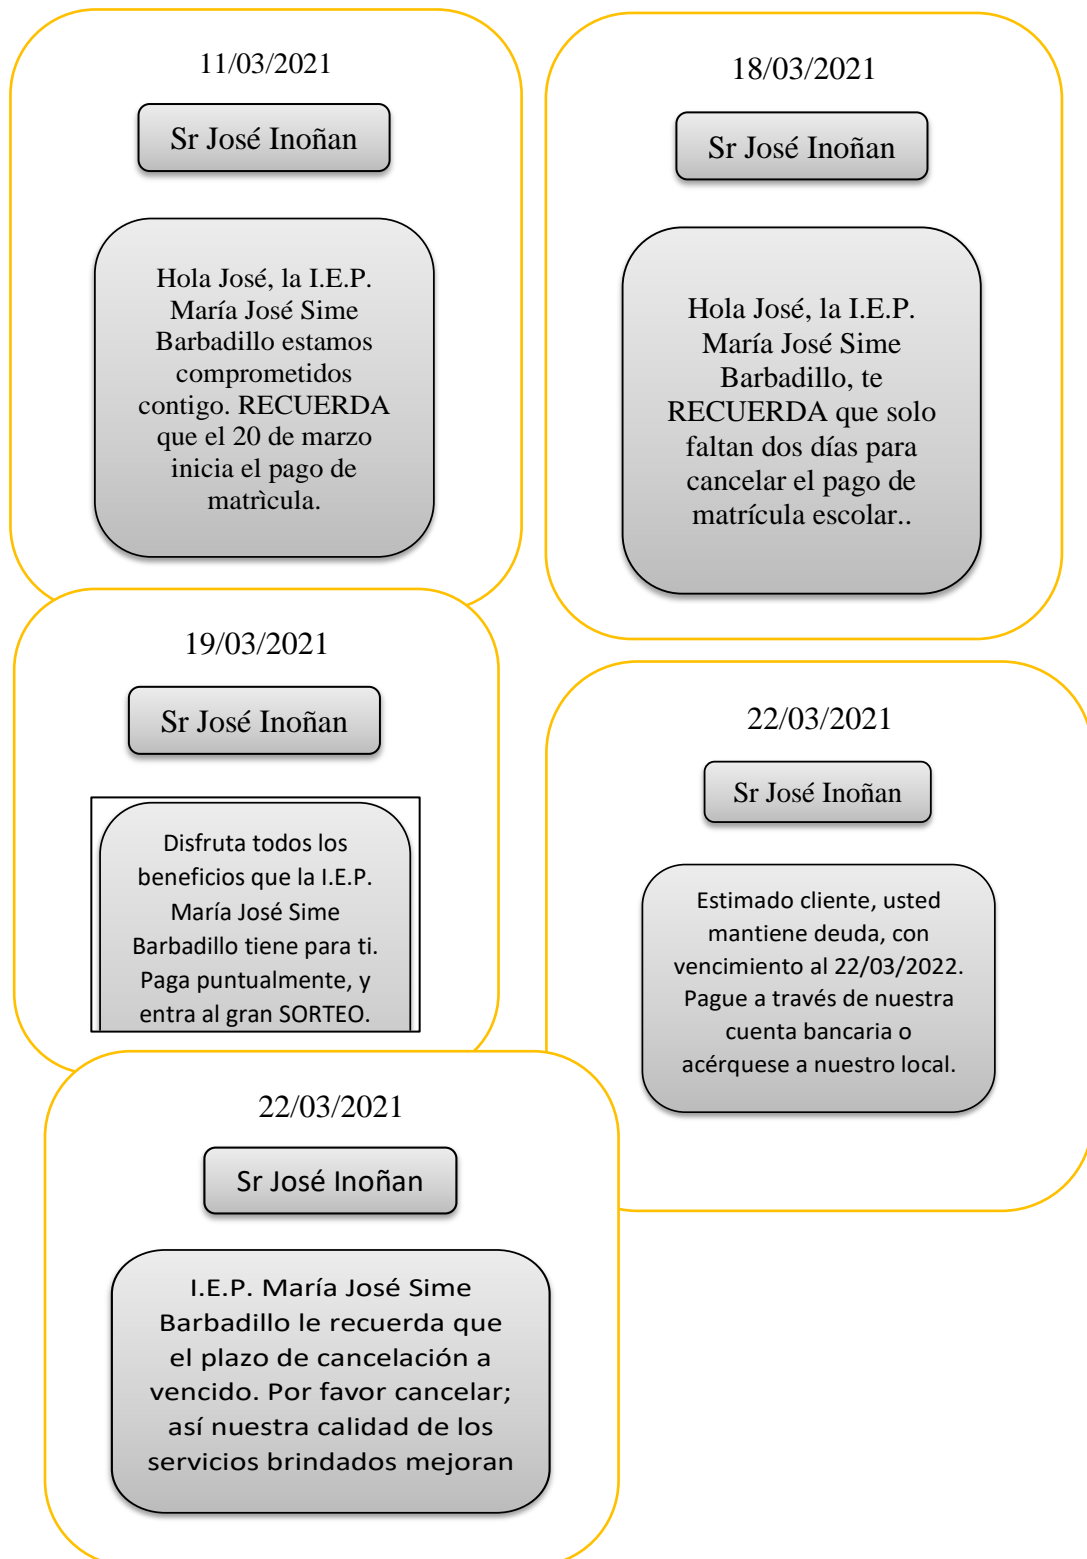 11/03/2021
Sr José Inoñan
Hola José, la I.E.P.
María José Sime
Barbadillo estamos
comprometidos
contigo. RECUERDA
que el 20 de marzo
inicia el pago de
matrìcula.
18/03/2021
Sr José Inoñan
Hola José, la I.E.P.
María José Sime
Barbadillo, te
RECUERDA que solo
faltan dos días para
cancelar el pago de
matrícula escolar..
19/03/2021
Sr José Inoñan
Disfruta todos los
beneficios que la I.E.P.
María José Sime
Barbadillo tiene para ti.
Paga puntualmente, y
entra al gran SORTEO.
22/03/2021
Sr José Inoñan
Estimado cliente, usted
mantiene deuda, con
vencimiento al 22/03/2022.
Pague a través de nuestra
cuenta bancaria o
acérquese a nuestro local.
22/03/2021
Sr José Inoñan
I.E.P. María José Sime
Barbadillo le recuerda que
el plazo de cancelación a
vencido. Por favor cancelar;
así nuestra calidad de los
servicios brindados mejoran